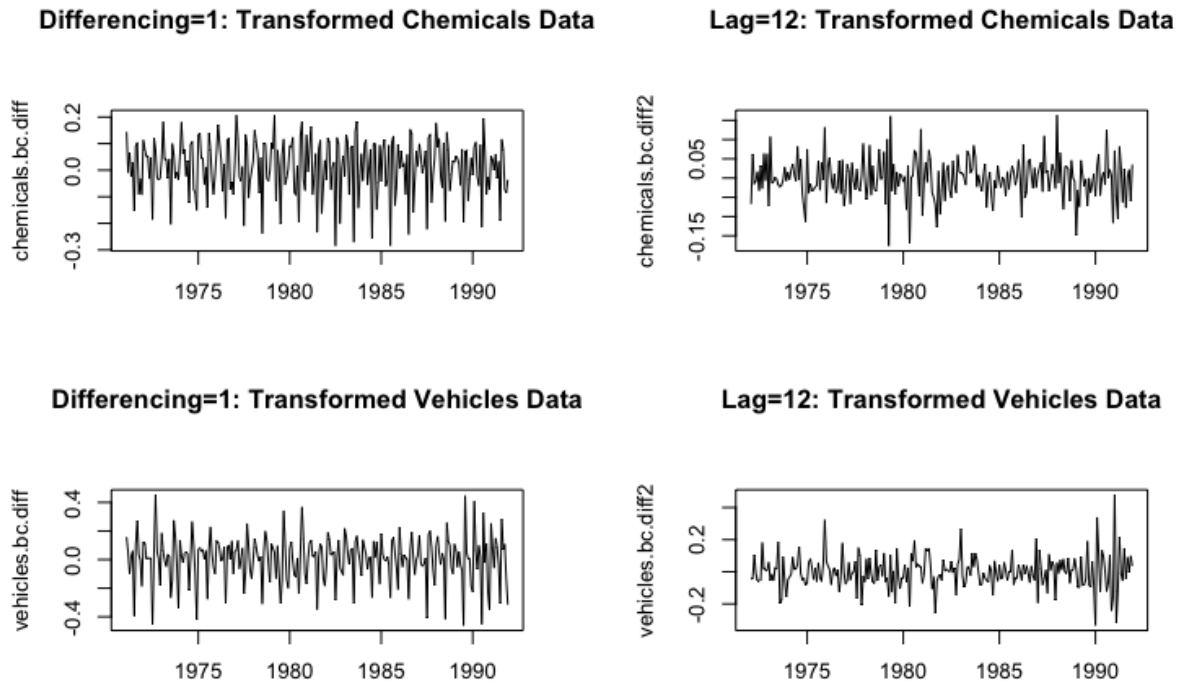 Differencing=1: Transformed Chemicals Data
chemicals.bc.diff
0.2
0.0
-0.3
1975 1980 1985 1990
Lag=12: Transformed Chemicals Data
chemicals.bc.diff2
0.05
-0.15
1975 1980 1985 1990
Differencing=1: Transformed Vehicles Data
vehicles.bc.diff
0.4
0.0
-0.4
1975 1980 1985 1990
Lag=12: Transformed Vehicles Data
vehicles.bc.diff2
0.2
-0.2
1975 1980 1985 1990